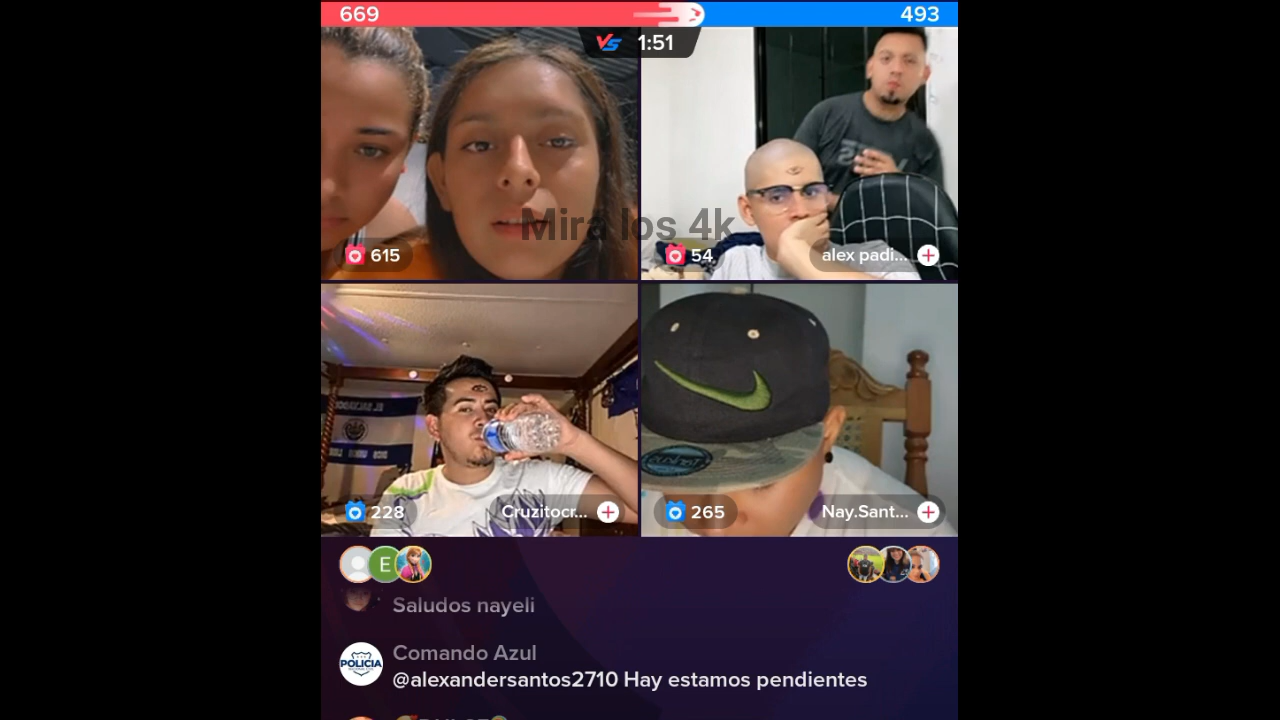 669
493
VS 1:51
Mira los 4k
615
54
alex padi...
228
Cruzitocr...
265
Nay.Sant...
E
Saludos nayeli
POLICIA
Comando Azul
@alexandersantos2710 Hay estamos pendientes